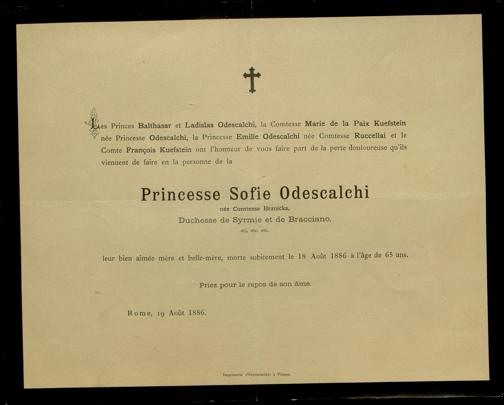 Les Princes Balthasar et Ladislas Odescalchi, la Comtesse Marie de la Paix Kuefstein
née Princesse Odescalchi, la Princesse Emilie Odescalchi née Comtesse Ruccellai et le
Comte François Kuefstein ont l'honneur de vous faire part de la perte douloureuse qu'ils
viennent de faire en la personne de la
Princesse Sofie Odescalchi
née Comtesse Branicka,
Duchesse de Syrmie et de Bracciano,
etc. etc. etc.
leur bien aimée mère et belle-mère, morte subitement le 18 Août 1886 à l'âge de 65 ans.
Priez pour le repos de son âme.
Rome, 19 Août 1886.
Imprimerie à Vienne.